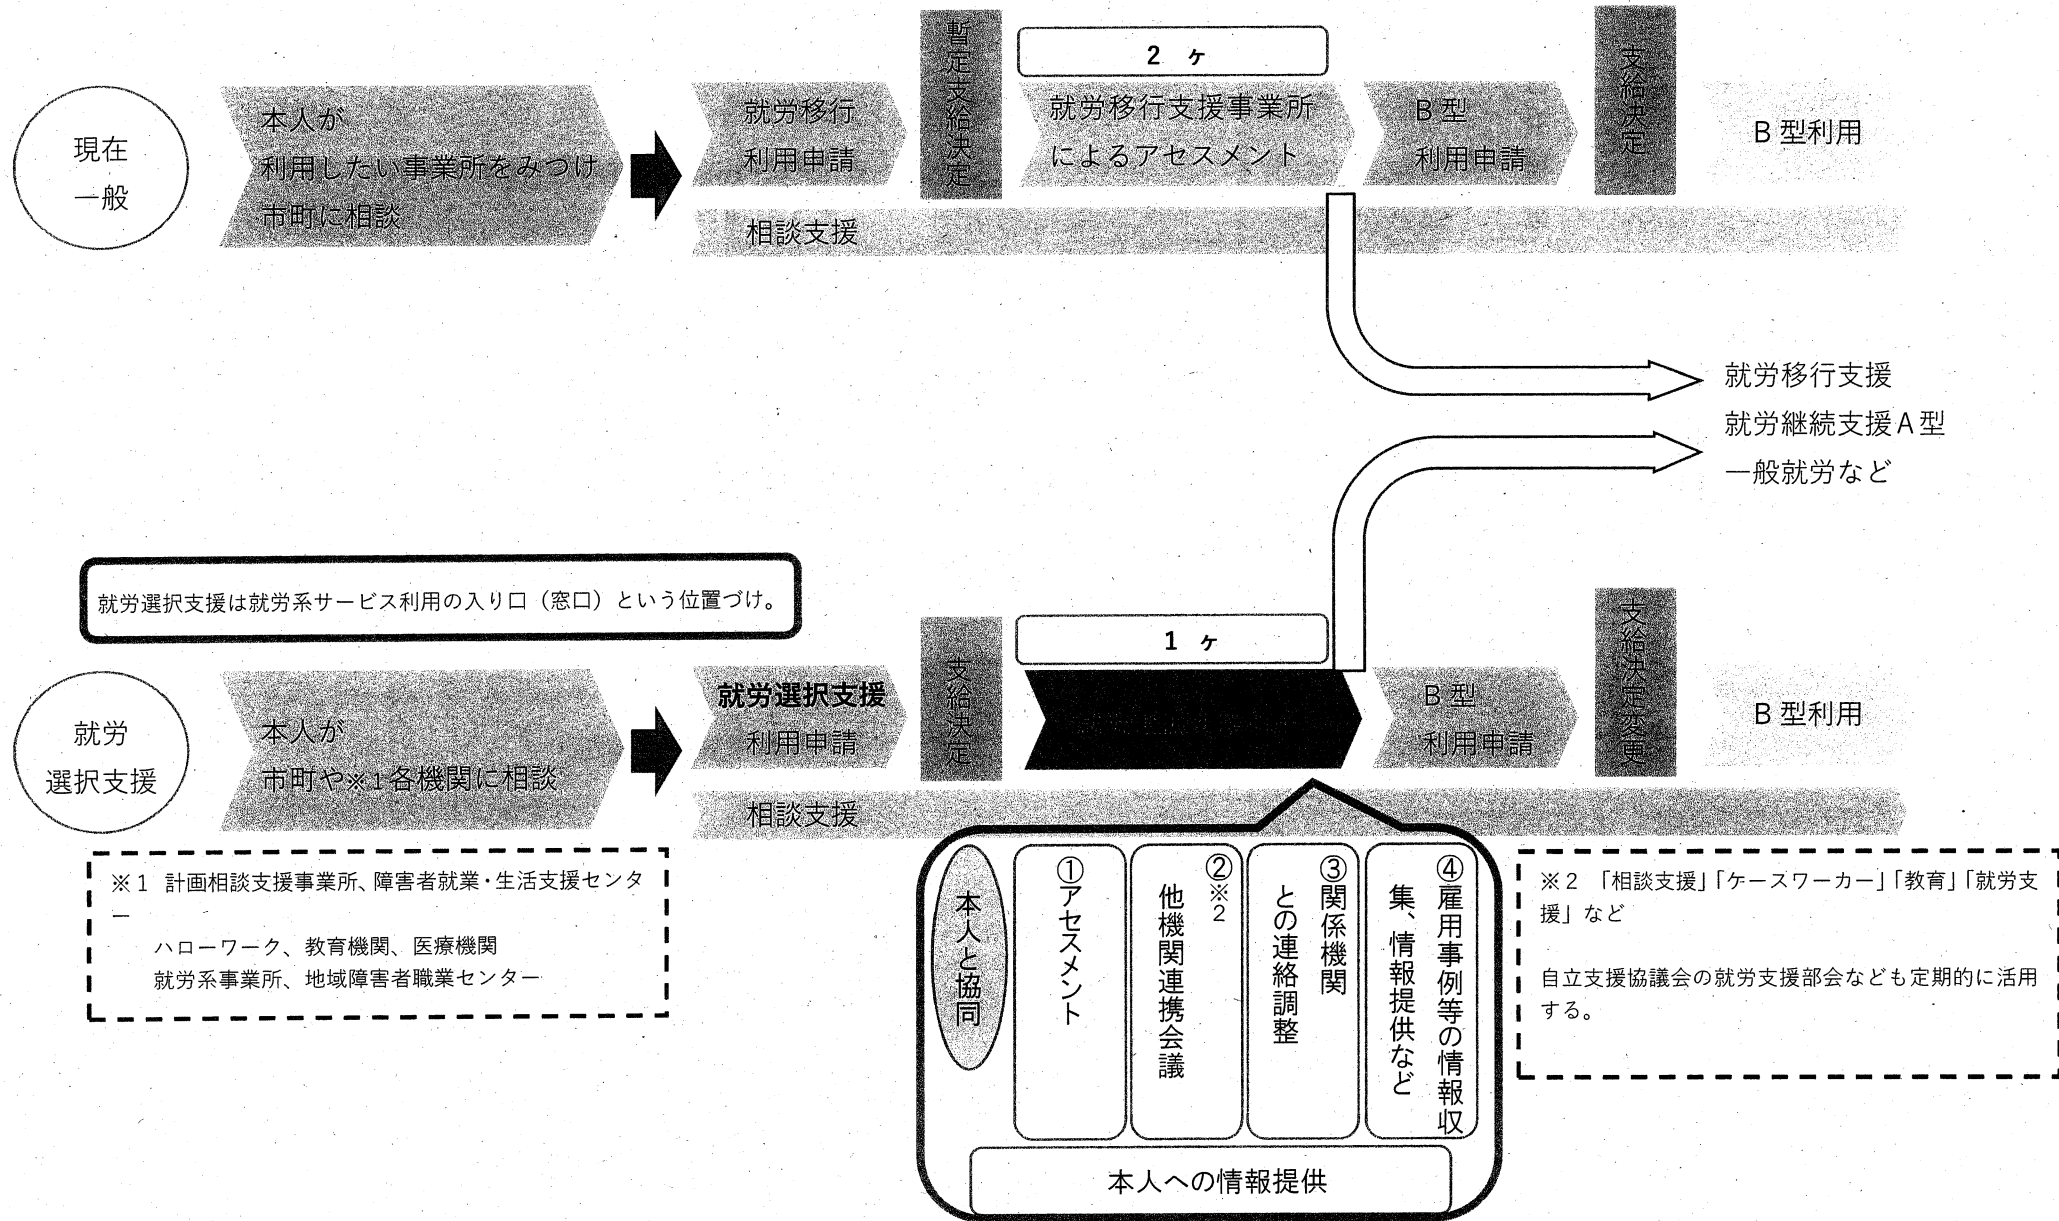 現在
一般
本人が
利用したい事業所をみつけ
市町に相談
就労移行
利用申請
暫定支給決定
2 ヶ
就労移行支援事業所
によるアセスメント
B 型
利用申請
支給決定
B 型利用
相談支援
就労移行支援
就労継続支援A型
一般就労など
就労選択支援は就労系サービス利用の入り口（窓口）という位置づけ。
就労
選択支援
本人が
市町や※1各機関に相談
就労選択支援
利用申請
支給決定
1 ヶ
B 型
利用申請
支給決定変更
B 型利用
相談支援
※1 計画相談支援事業所、障害者就業・生活支援センタ
ー
ハローワーク、教育機関、医療機関
就労系事業所、地域障害者職業センター
本人と協同
①アセスメント
②※2
他機関連携会議
③関係機関
との連絡調整
④雇用事例等の情報収
集、情報提供など
本人への情報提供
※2 「相談支援」「ケースワーカー」「教育」「就労支
援」など
自立支援協議会の就労支援部会なども定期的に活用
する。